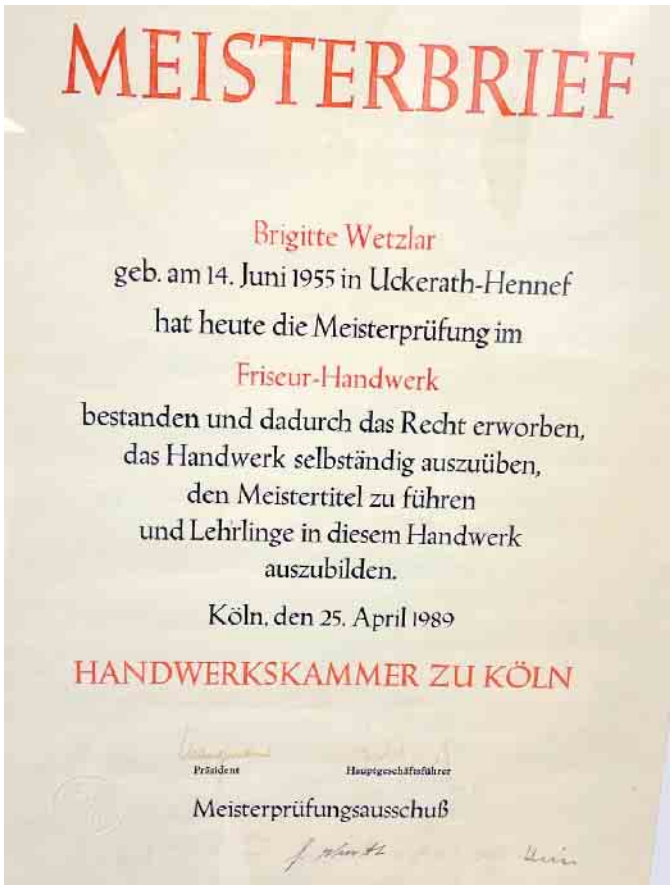 MEISTERBRIEF
Brigitte Wetzlar
geb. am 14. Juni 1955 in Uckerath-Hennef
hat heute die Meisterprüfung im
Friseur-Handwerk
bestanden und dadurch das Recht erworben,
das Handwerk selbständig auszuüben,
den Meistertitel zu führen
und Lehrlinge in diesem Handwerk
auszubilden.
Köln, den 25. April 1989
HANDWERKSKAMMER ZU KÖLN
Präsident Hauptgeschäftsführer
Meisterprüfungsausschuß